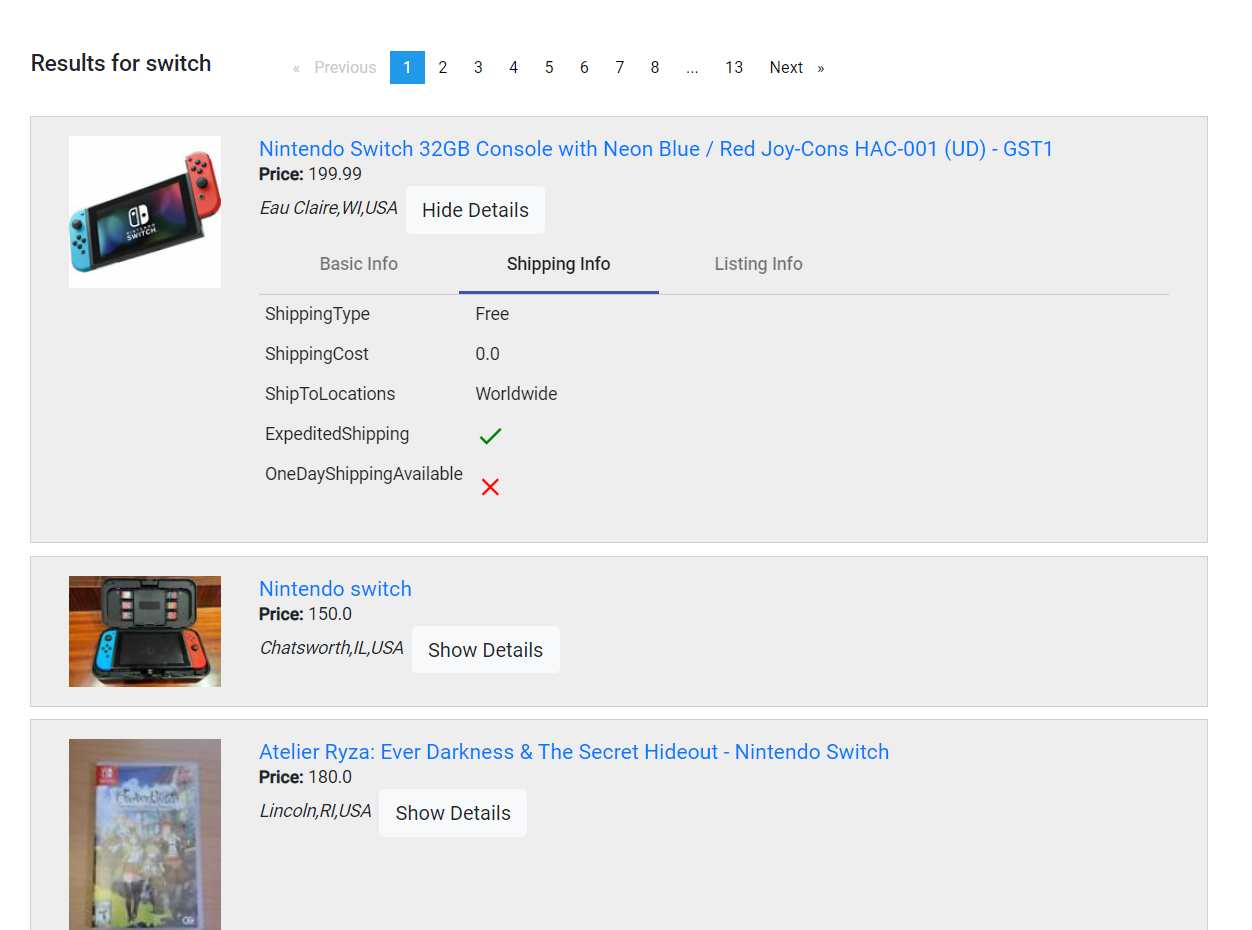 Results for switch
« Previous 1 2 3 4 5 6 7 8 ... 13 Next »
Nintendo Switch 32GB Console with Neon Blue / Red Joy-Cons HAC-001 (UD) - GST1
Price: 199.99
Eau Claire,WI,USA Hide Details
NINTENDO
SWITCH
Basic Info Shipping Info Listing Info
ShippingType Free
ShippingCost 0.0
ShipToLocations Worldwide
ExpeditedShipping
OneDayShippingAvailable
Nintendo switch
Price: 150.0
Chatsworth,IL,USA Show Details
Atelier Ryza: Ever Darkness & The Secret Hideout - Nintendo Switch
Price: 180.0
Lincoln,RI,USA Show Details